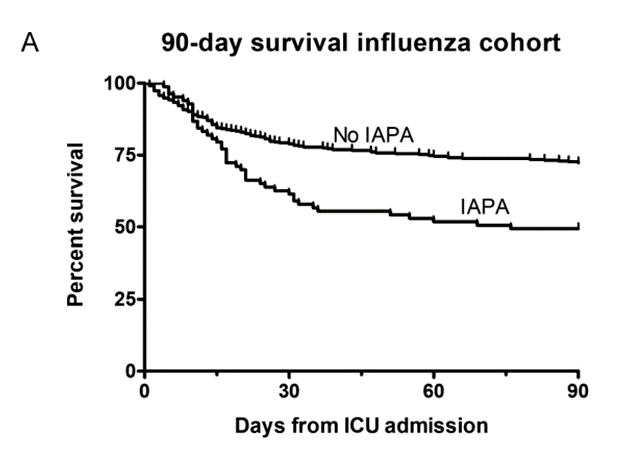 A
90-day survival influenza cohort
Percent survival
100
75
50
25
0
No IAPA
IAPA
0 30 60 90
Days from ICU admission